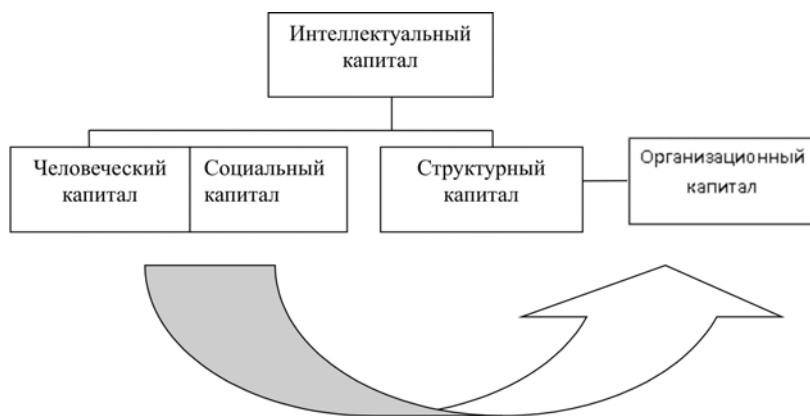 Интеллектуальный
капитал
Человеческий
капитал
Социальный
капитал
Структурный
капитал
Организационный
капитал